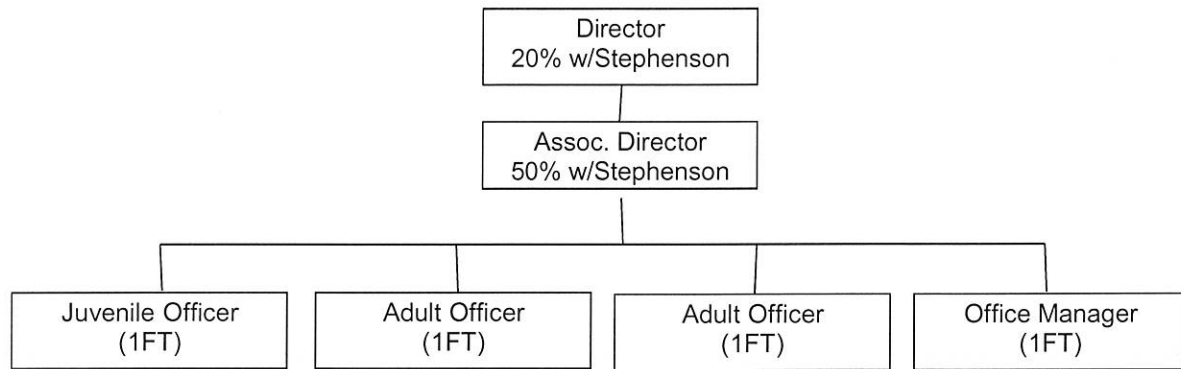 Director
20% w/Stephenson
Assoc. Director
50% w/Stephenson
Juvenile Officer
(1FT)
Adult Officer
(1FT)
Adult Officer
(1FT)
Office Manager
(1FT)